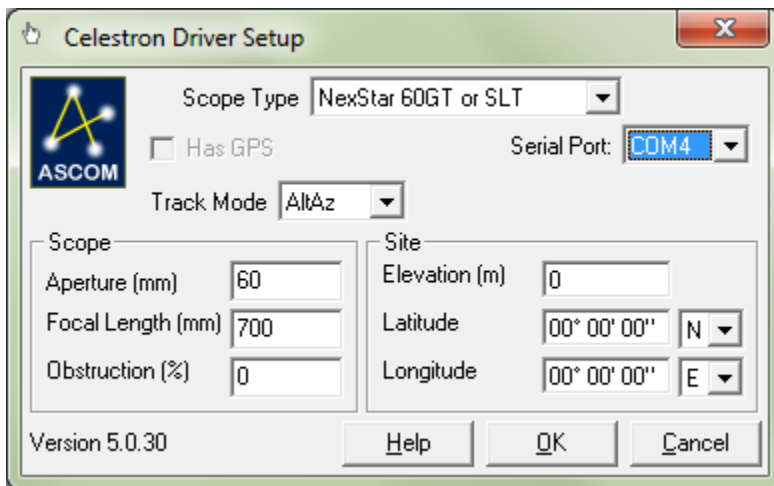 Celestron Driver Setup
Scope Type NexStar 60GT or SLT
ASCOM
Has GPS
Serial Port: COM4
Track Mode AltAz
Scope
Aperture (mm) 60
Focal Length (mm) 700
Obstruction (%) 0
Site
Elevation (m) 0
Latitude 00° 00' 00" N
Longitude 00° 00' 00" E
Version 5.0.30
Help
OK
Cancel